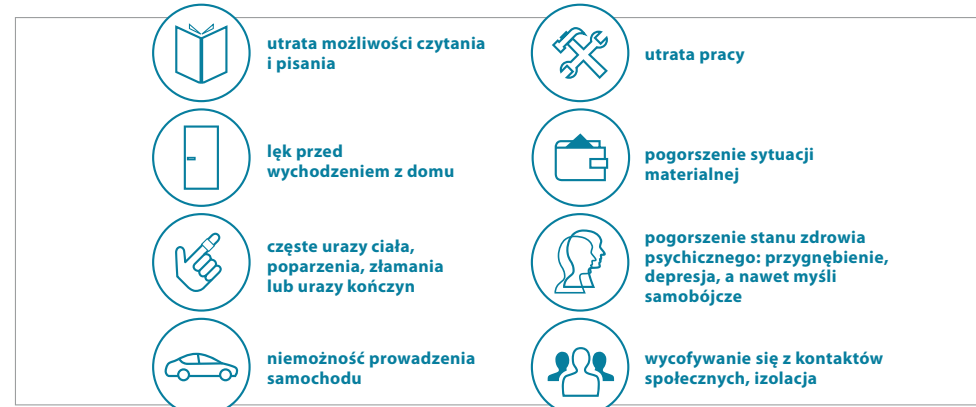 utrata możliwości czytania
i pisania
utrata pracy
lęk przed
wychodzeniem z domu
pogorszenie sytuacji
materialnej
częste urazy ciała,
poparzenia, złamania
lub urazy kończyn
pogorszenie stanu zdrowia
psychicznego: przygnębienie,
depresja, a nawet myśli
samobójcze
niemożność prowadzenia
samochodu
wycofywanie się z kontaktów
społecznych, izolacja